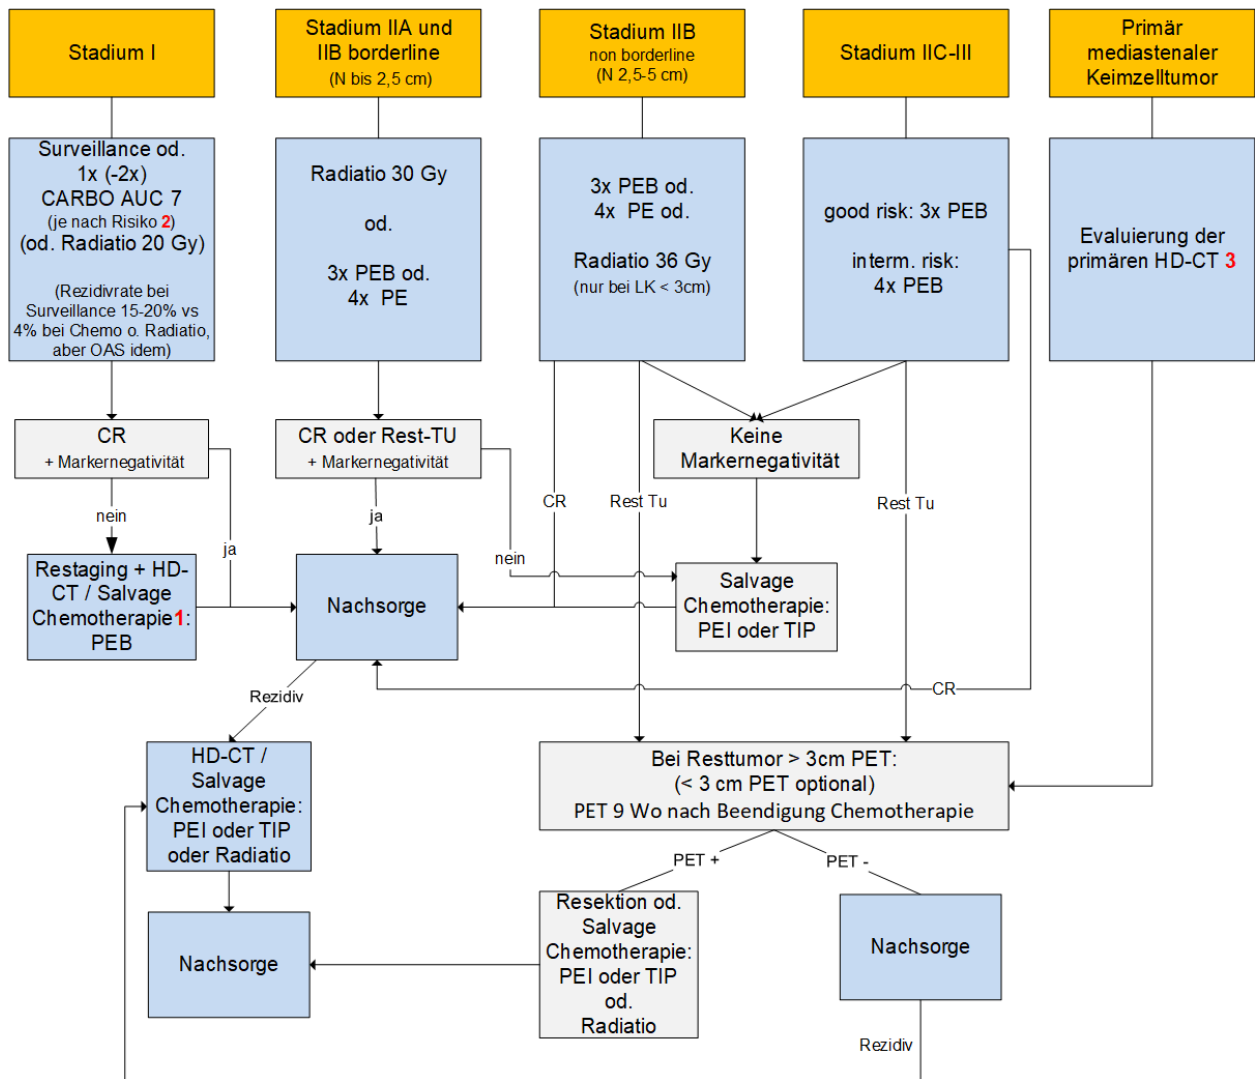 Stadium I
Stadium IIA und
IIB borderline
(N bis 2,5 cm)
Stadium IIB
non borderline
(N 2,5-5 cm)
Stadium IIC-III
Primär
mediastenaler
Keimzelltumor
Surveillance od.
1x (-2x)
CARBO AUC 7
(je nach Risiko 2)
(od. Radiatio 20 Gy)
(Rezidivrate bei
Surveillance 15-20% vs
4% bei Chemo o. Radiatio,
aber OAS idem)
Radiatio 30 Gy
od.
3x PEB od.
4x PE
3x PEB od.
4x PE od.
Radiatio 36 Gy
(nur bei LK < 3cm)
good risk: 3x PEB
interm. risk:
4x PEB
Evaluierung der
primären HD-CT 3
CR
+ Markernegativität
CR oder Rest-TU
+ Markernegativität
Keine
Markernegativität
nein
ja
ja
nein
CR
Rest Tu
Rest Tu
Restaging + HD-
CT / Salvage
Chemotherapie1:
PEB
Nachsorge
Salvage
Chemotherapie:
PEI oder TIP
Rezidiv
CR
HD-CT /
Salvage
Chemotherapie:
PEI oder TIP
oder Radiatio
Bei Resttumor > 3cm PET:
(< 3 cm PET optional)
PET 9 Wo nach Beendigung Chemotherapie
PET +
PET -
Nachsorge
Resektion od.
Salvage
Chemotherapie:
PEI oder TIP
od.
Radiatio
Nachsorge
Rezidiv